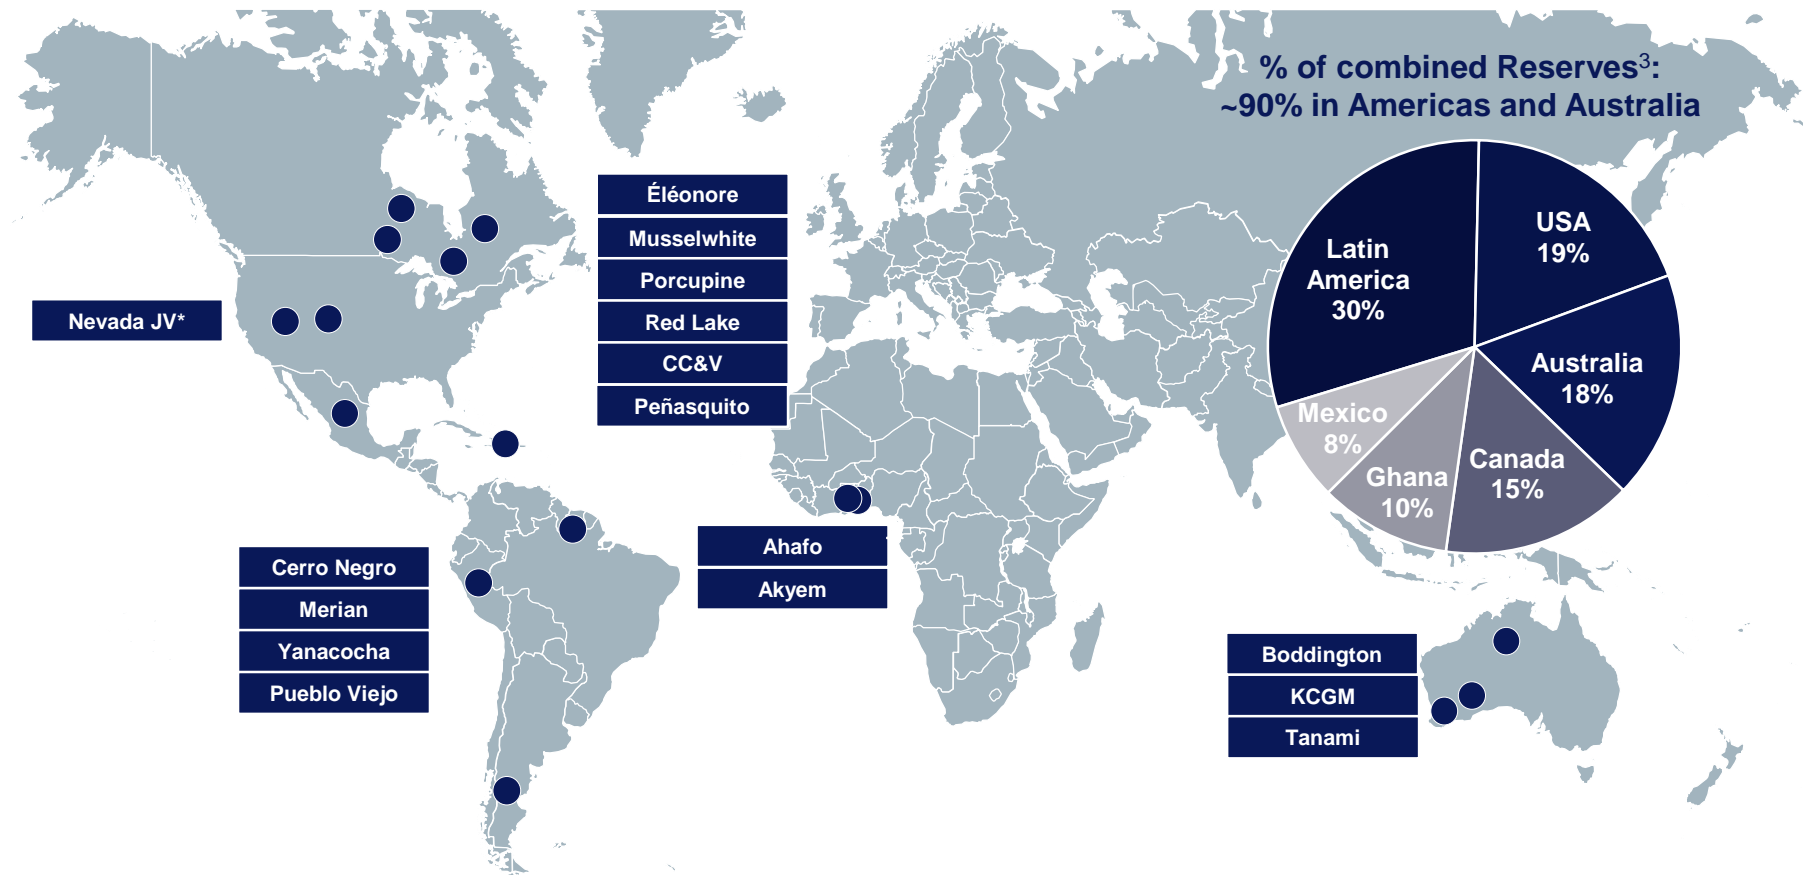 % of combined Reserves³:
~90% in Americas and Australia
Latin
America
30%
USA
19%
Australia
18%
Canada
15%
Ghana
10%
Mexico
8%
Nevada JV*
Éléonore
Musselwhite
Porcupine
Red Lake
CC&V
Peñasquito
Cerro Negro
Merian
Yanacocha
Pueblo Viejo
Ahafo
Akyem
Boddington
KCGM
Tanami